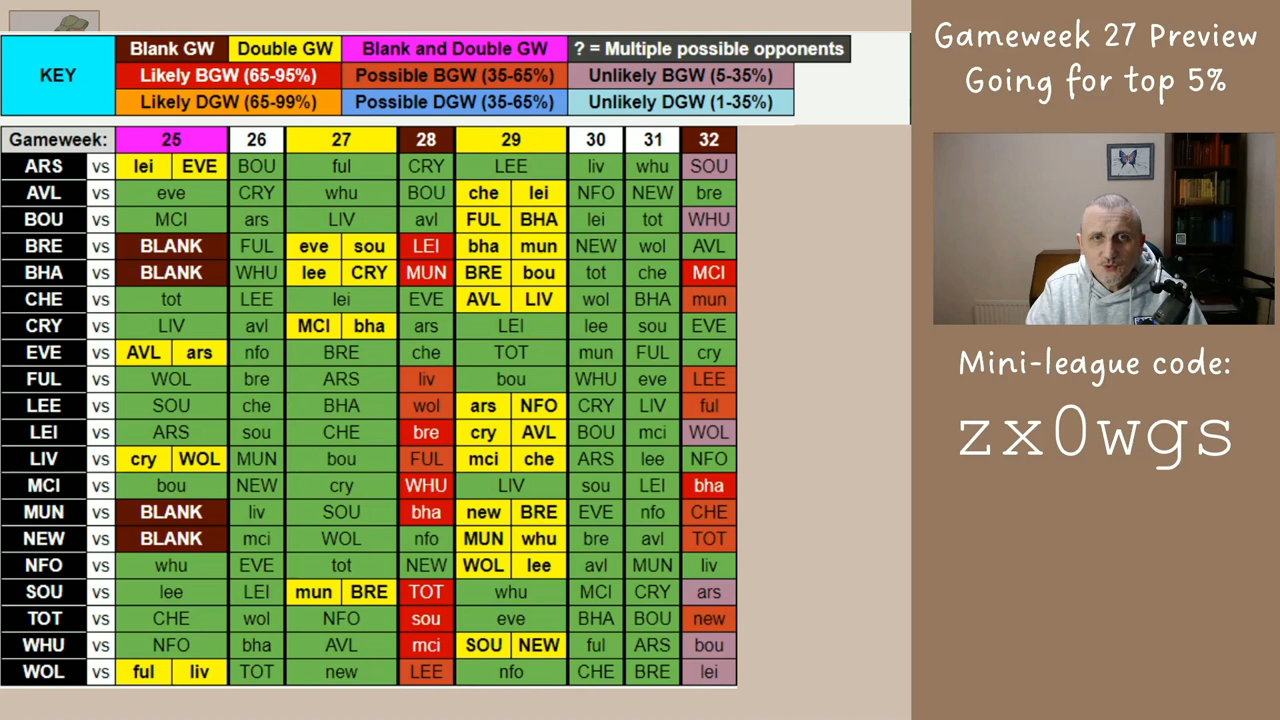 KEY
Blank GW Double GW Blank and Double GW ? = Multiple possible opponents
Likely BGW (65-95%) Possible BGW (35-65%) Unlikely BGW (5-35%)
Likely DGW (65-99%) Possible DGW (35-65%) Unlikely DGW (1-35%)
Gameweek: 25 26 27 28 29 30 31 32
ARS vs lei EVE BOU ful CRY LEE liv whu SOU
AVL vs eve CRY whu BOU che lei NFO NEW bre
BOU vs MCI ars LIV avl FUL BHA lei tot WHU
BRE vs BLANK FUL eve sou LEI bha mun NEW wol AVL
BHA vs BLANK WHU lee CRY MUN BRE bou tot che MCI
CHE vs tot LEE lei EVE AVL LIV wol BHA mun
CRY vs LIV avl MCI bha ars LEI lee sou EVE
EVE vs AVL ars nfo BRE che TOT mun FUL cry
FUL vs WOL bre ARS liv bou WHU eve LEE
LEE vs SOU che BHA wol ars NFO CRY LIV ful
LEI vs ARS sou CHE bre cry AVL BOU mci WOL
LIV vs cry WOL MUN bou FUL mci che ARS lee NFO
MCI vs bou NEW cry WHU LIV sou LEI bha
MUN vs BLANK liv SOU bha new BRE EVE nfo CHE
NEW vs BLANK mci WOL nfo MUN whu bre avl TOT
NFO vs whu EVE tot NEW WOL lee avl MUN liv
SOU vs lee LEI mun BRE TOT whu MCI CRY ars
TOT vs CHE wol NFO sou eve BHA BOU new
WHU vs NFO bha AVL mci SOU NEW ful ARS bou
WOL vs ful liv TOT new LEE nfo CHE BRE lei
Gameweek 27 Preview
Going for top 5%
Mini-league code:
zx0wgs